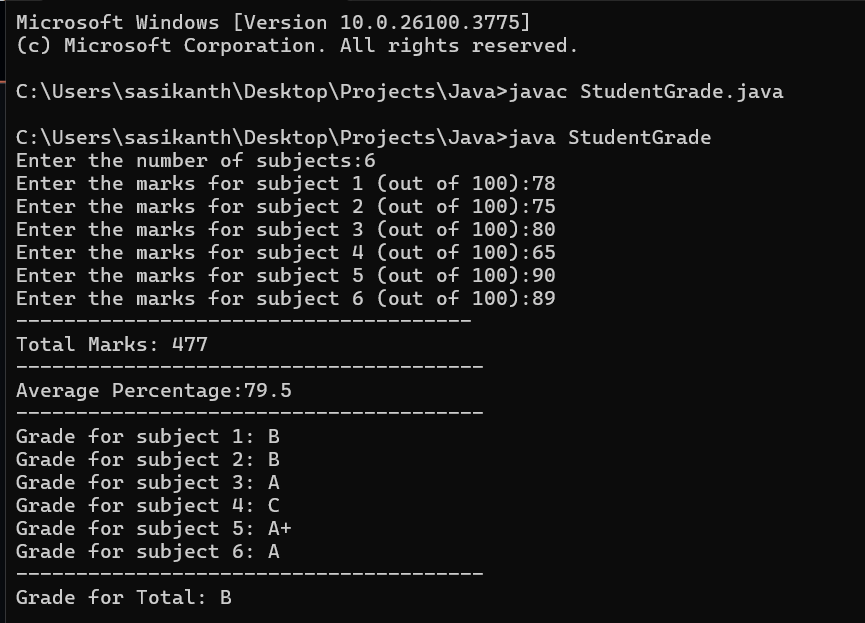 Microsoft Windows [Version 10.0.26100.3775]
(c) Microsoft Corporation. All rights reserved.
C:\Users\sasikanth\Desktop\Projects\Java>javac StudentGrade.java
C:\Users\sasikanth\Desktop\Projects\Java>java StudentGrade
Enter the number of subjects:6
Enter the marks for subject 1 (out of 100):78
Enter the marks for subject 2 (out of 100):75
Enter the marks for subject 3 (out of 100):80
Enter the marks for subject 4 (out of 100):65
Enter the marks for subject 5 (out of 100):90
Enter the marks for subject 6 (out of 100):89
--------------------------------------
Total Marks: 477
---------------------------------------
Average Percentage:79.5
---------------------------------------
Grade for subject 1: B
Grade for subject 2: B
Grade for subject 3: A
Grade for subject 4: C
Grade for subject 5: A+
Grade for subject 6: A
---------------------------------------
Grade for Total: B